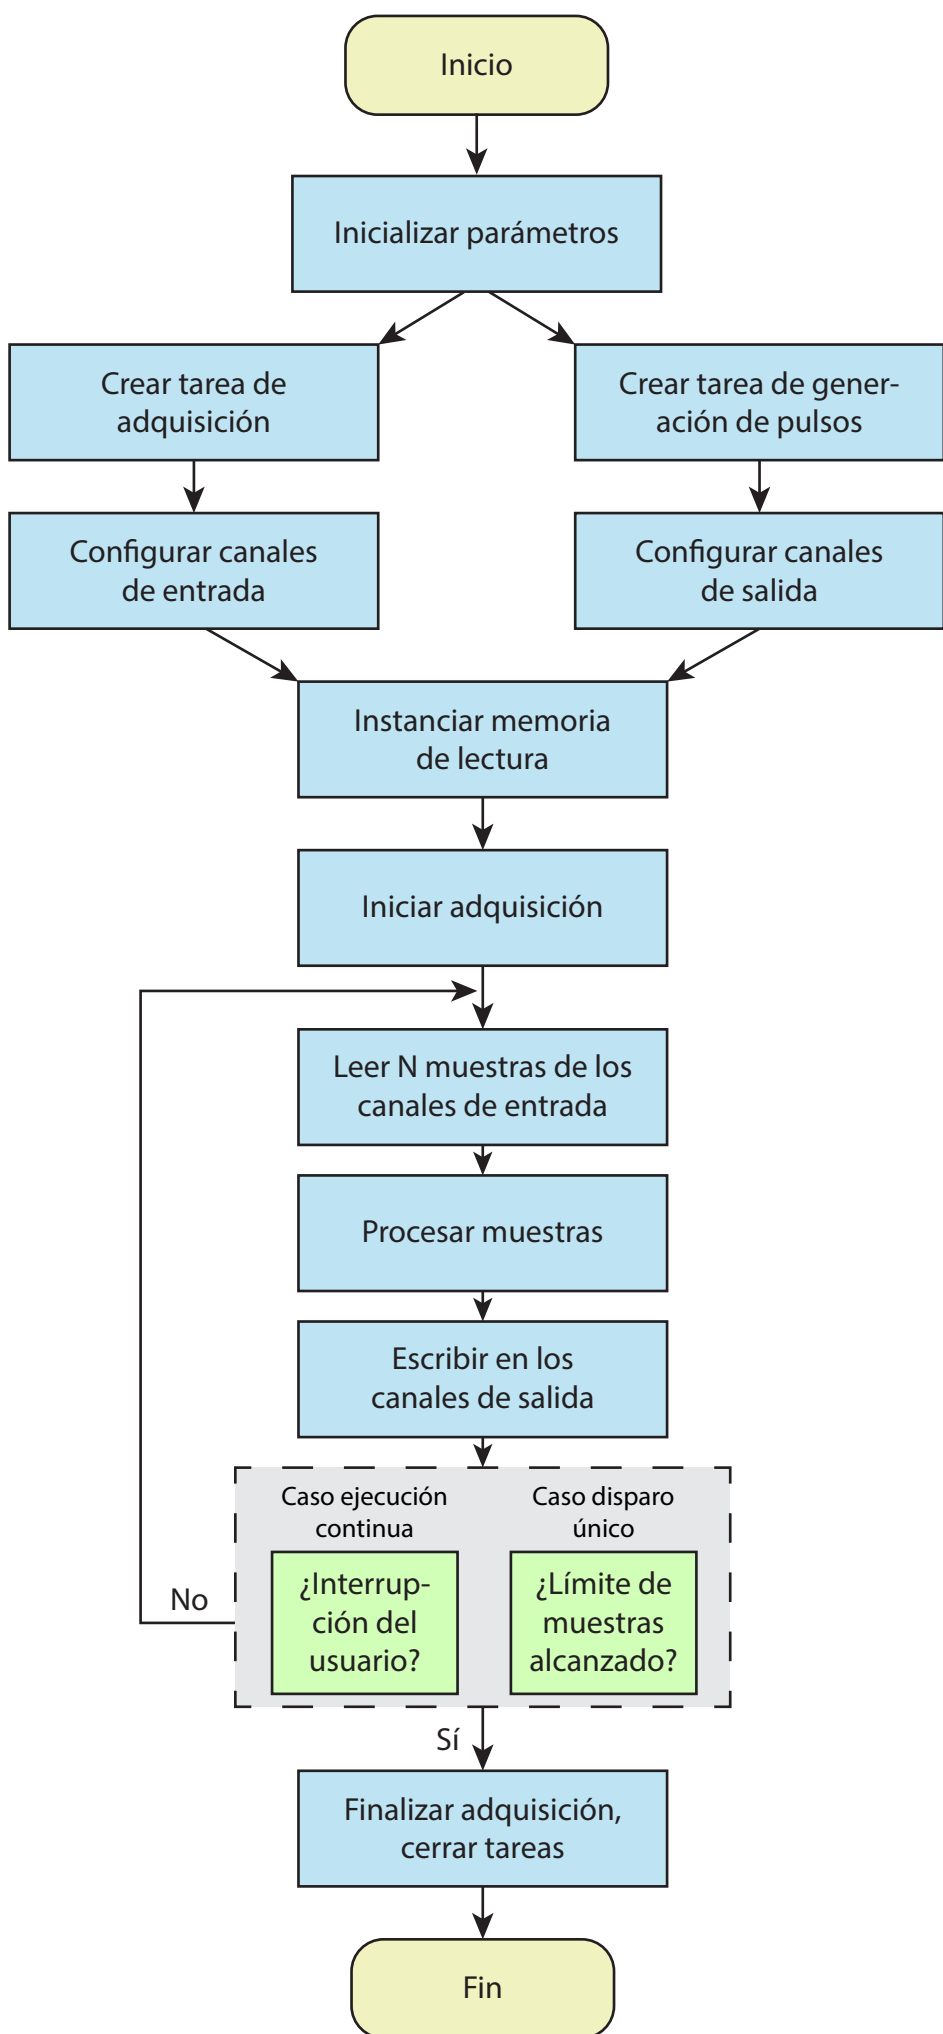 Inicio
Inicializar parámetros
Crear tarea de
adquisición
Crear tarea de gener-
ación de pulsos
Configurar canales
de entrada
Configurar canales
de salida
Instanciar memoria
de lectura
Iniciar adquisición
Leer N muestras de los
canales de entrada
Procesar muestras
Escribir en los
canales de salida
Caso ejecución
continua
¿Interrup-
ción del
usuario?
Caso disparo
único
¿Límite de
muestras
alcanzado?
No
Sí
Finalizar adquisición,
cerrar tareas
Fin